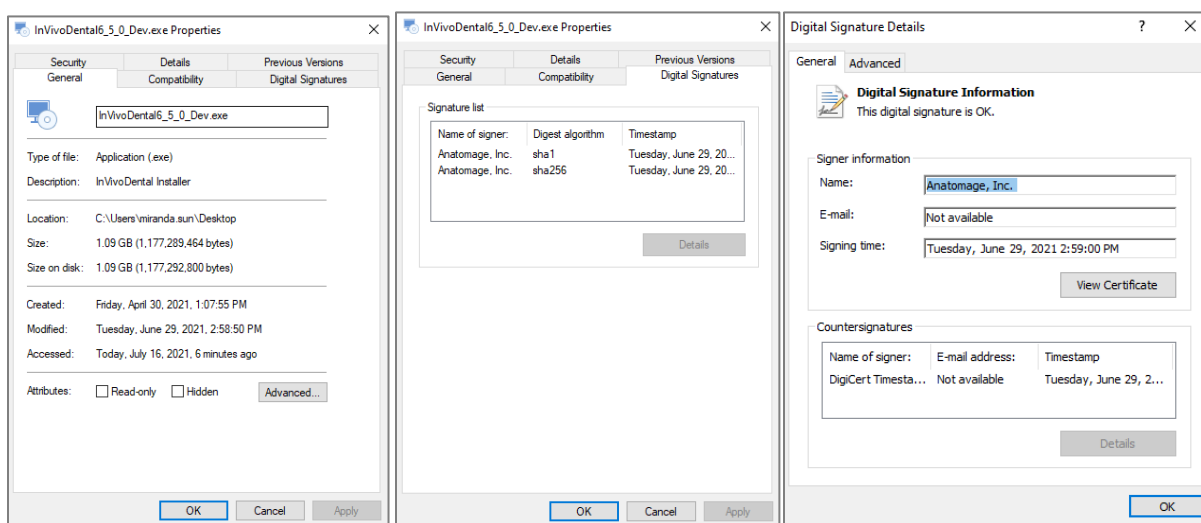 InVivoDental6_5_0_Dev.exe Properties
Security Details Previous Versions
General Compatibility Digital Signatures
InVivoDental6_5_0_Dev.exe
Type of file: Application (.exe)
Description: InVivoDental Installer
Location: C:\Users\miranda.sun\Desktop
Size: 1.09 GB (1,177,289,464 bytes)
Size on disk: 1.09 GB (1,177,292,800 bytes)
Created: Friday, April 30, 2021, 1:07:55 PM
Modified: Tuesday, June 29, 2021, 2:58:50 PM
Accessed: Today, July 16, 2021, 6 minutes ago
Attributes: Read-only Hidden Advanced...
OK Cancel Apply
InVivoDental6_5_0_Dev.exe Properties
Security Details Previous Versions
General Compatibility Digital Signatures
Signature list
Name of signer: Digest algorithm Timestamp
Anatomage, Inc. sha1 Tuesday, June 29, 20...
Anatomage, Inc. sha256 Tuesday, June 29, 20...
Details
OK Cancel Apply
Digital Signature Details ?
General Advanced
Digital Signature Information
This digital signature is OK.
Signer information
Name: Anatomage, Inc.
E-mail: Not available
Signing time: Tuesday, June 29, 2021 2:59:00 PM
View Certificate
Countersignatures
Name of signer: E-mail address: Timestamp
DigiCert Timesta... Not available Tuesday, June 29, 2...
Details
OK